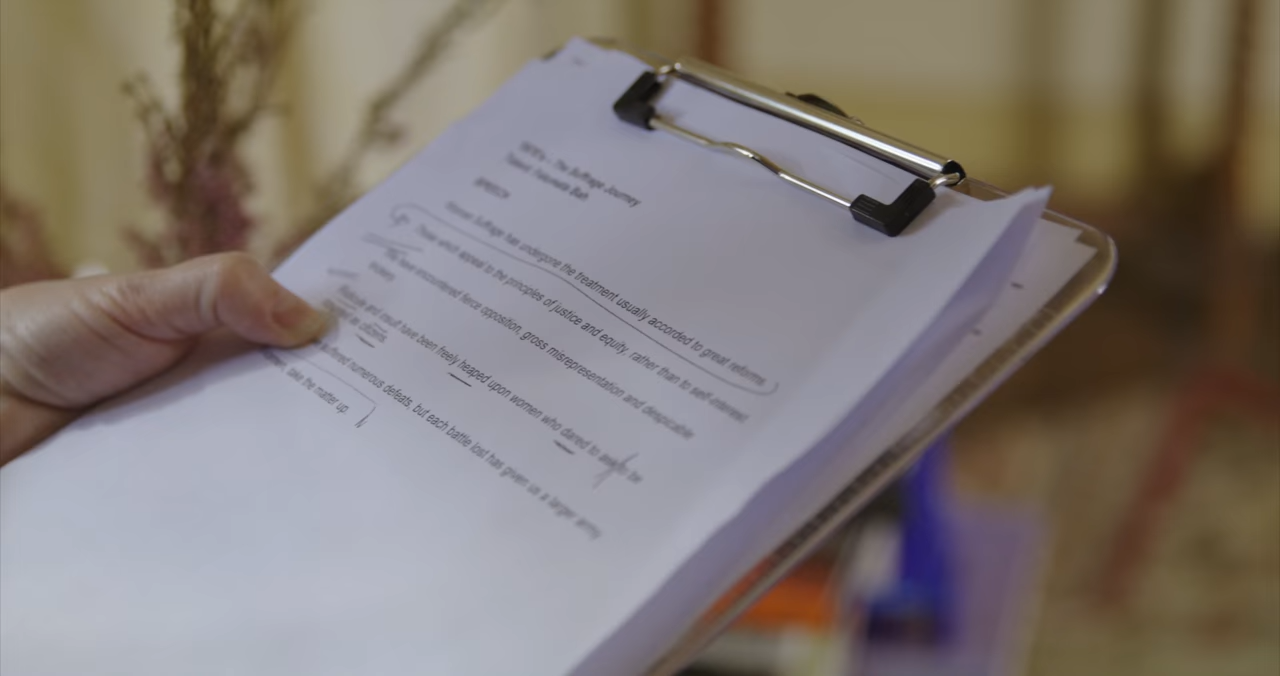 The Suffrage Journey
SPEECH
Woman Suffrage has undergone the treatment usually accorded to great reforms.
Those which appeal to the principles of justice and equity, rather than to self-interest.
have encountered fierce opposition, gross misrepresentation and despicable
Ridicule and insult have been freely heaped upon women who dared to be
citizens.
suffered numerous defeats, but each battle lost has given us a larger army
take the matter up.